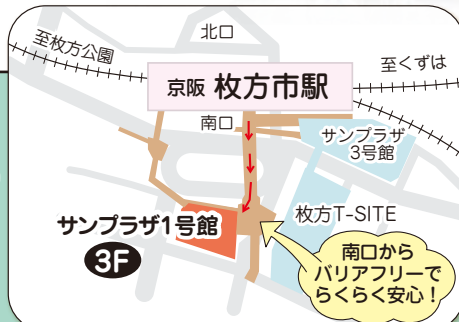 北口
至枚方公園
至くずは
京阪 枚方市駅
南口
サンプラザ
3号館
サンプラザ1号館
3F
枚方T-SITE
南口から
バリアフリーで
らくらく安心！